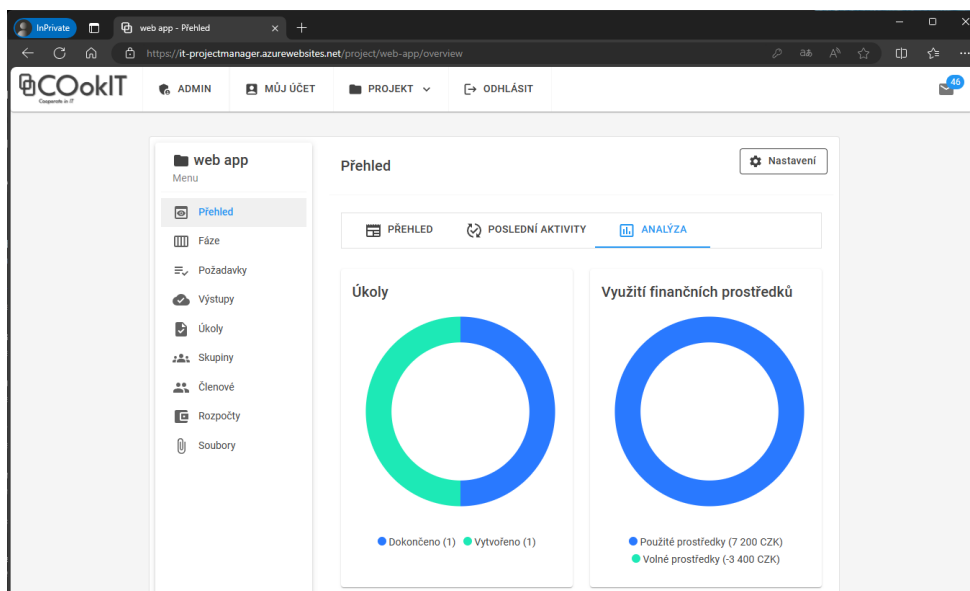 InPrivate
web app - Přehled
https://it-projectmanager.azurewebsites.net/project/web-app/overview
COokIT
Cooperate in IT
ADMIN
MŮJ ÚČET
PROJEKT
ODHLÁSIT
46
web app
Menu
Přehled
Fáze
Požadavky
Výstupy
Úkoly
Skupiny
Členové
Rozpočty
Soubory
Přehled
Nastavení
PŘEHLED
POSLEDNÍ AKTIVITY
ANALÝZA
Úkoly
Dokončeno (1) Vytvořeno (1)
Využití finančních prostředků
Použité prostředky (7 200 CZK)
Volné prostředky (-3 400 CZK)